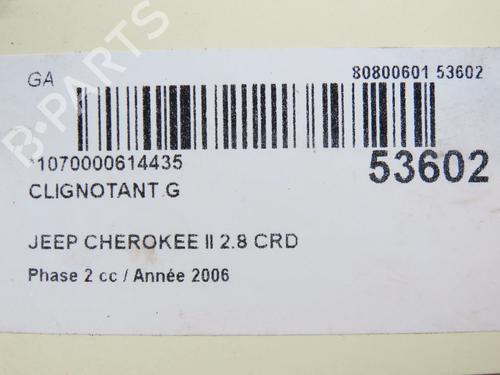 GA
80800601 53602
*1070000614435
53602
CLIGNOTANT G
JEEP CHEROKEE II 2.8 CRD
Phase 2 cc / Année 2006
B-PARTS